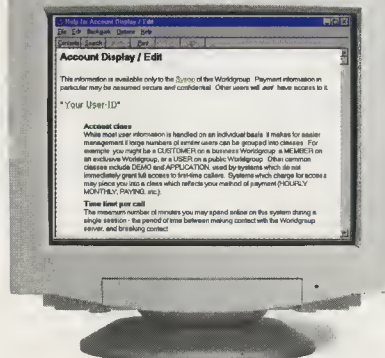 Help for Account Display / Edit
File Edit Bookmark Options Help
Contents Search Print
Account Display / Edit
This information is available only to the Sysop of the Worldgroup. Payment information in
particular may be assumed secure and confidential. Other users will not have access to it.
"Your User-ID"
Account class
While most user information is handled on an individual basis it makes for easier
management if large numbers of similar users can be grouped into classes. For
example you might be a CUSTOMER on a business Worldgroup, a MEMBER on
an exclusive Worldgroup, or a USER on a public Worldgroup. Other common
classes include DEMO and APPLICATION, used by systems which do not
immediately grant full access to first-time callers. Systems which charge for access
may place you into a class which reflects your method of payment (HOURLY
MONTHLY, PAYING, etc.).
Time limit per call
The maximum number of minutes you may spend online on the system during a
single session - the period of time between making contact with the Worldgroup
server, and breaking contact